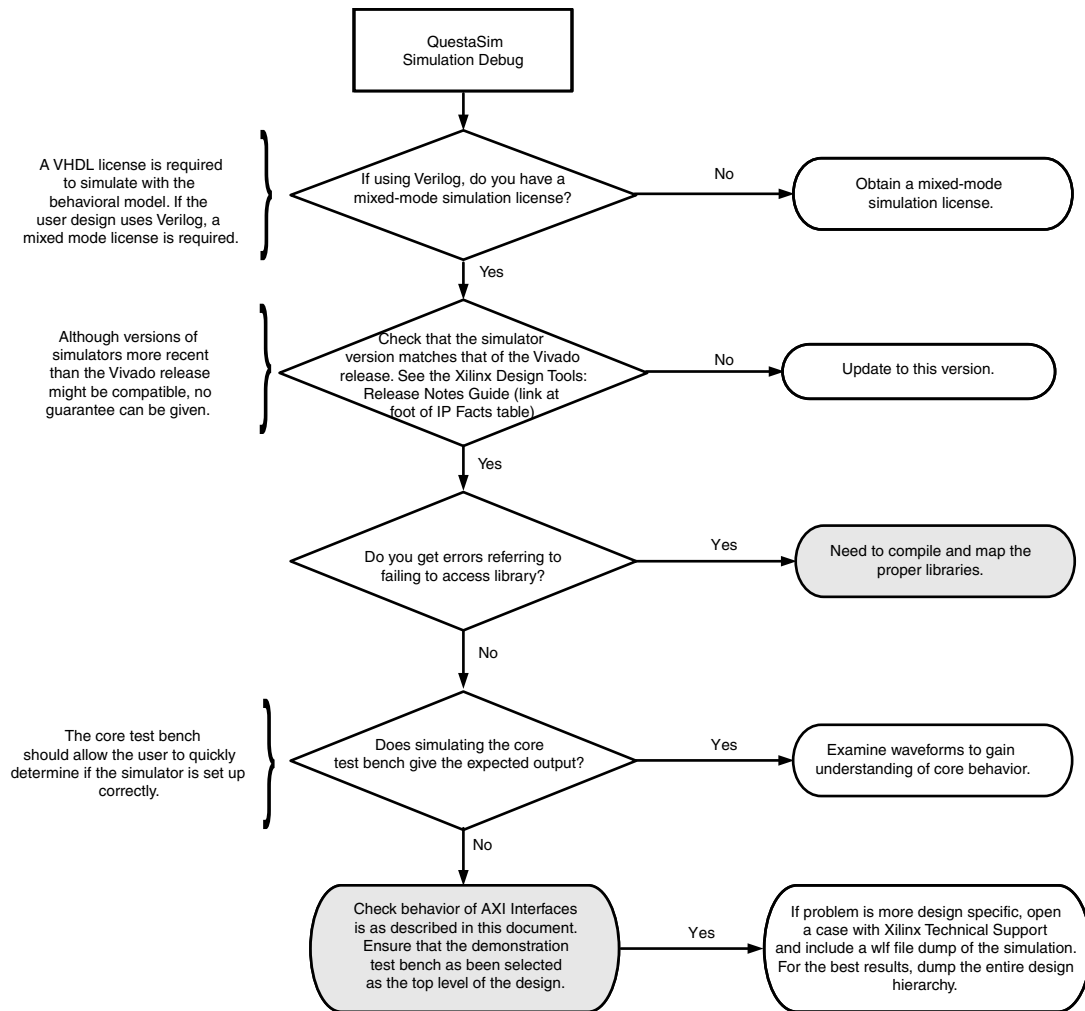 QuestaSim
Simulation Debug
A VHDL license is required
to simulate with the
behavioral model. If the
user design uses Verilog, a
mixed mode license is required.
If using Verilog, do you have a
mixed-mode simulation license?
No
Obtain a mixed-mode
simulation license.
Yes
Although versions of
simulators more recent
than the Vivado release
might be compatible, no
guarantee can be given.
Check that the simulator
version matches that of the Vivado
release. See the Xilinx Design Tools:
Release Notes Guide (link at
foot of IP Facts table)
No
Update to this version.
Yes
Do you get errors referring to
failing to access library?
Yes
Need to compile and map the
proper libraries.
No
The core test bench
should allow the user to quickly
determine if the simulator is set up
correctly.
Does simulating the core
test bench give the expected output?
Yes
Examine waveforms to gain
understanding of core behavior.
No
Check behavior of AXI Interfaces
is as described in this document.
Ensure that the demonstration
test bench as been selected
as the top level of the design.
Yes
If problem is more design specific, open
a case with Xilinx Technical Support
and include a wlf file dump of the simulation.
For the best results, dump the entire design
hierarchy.